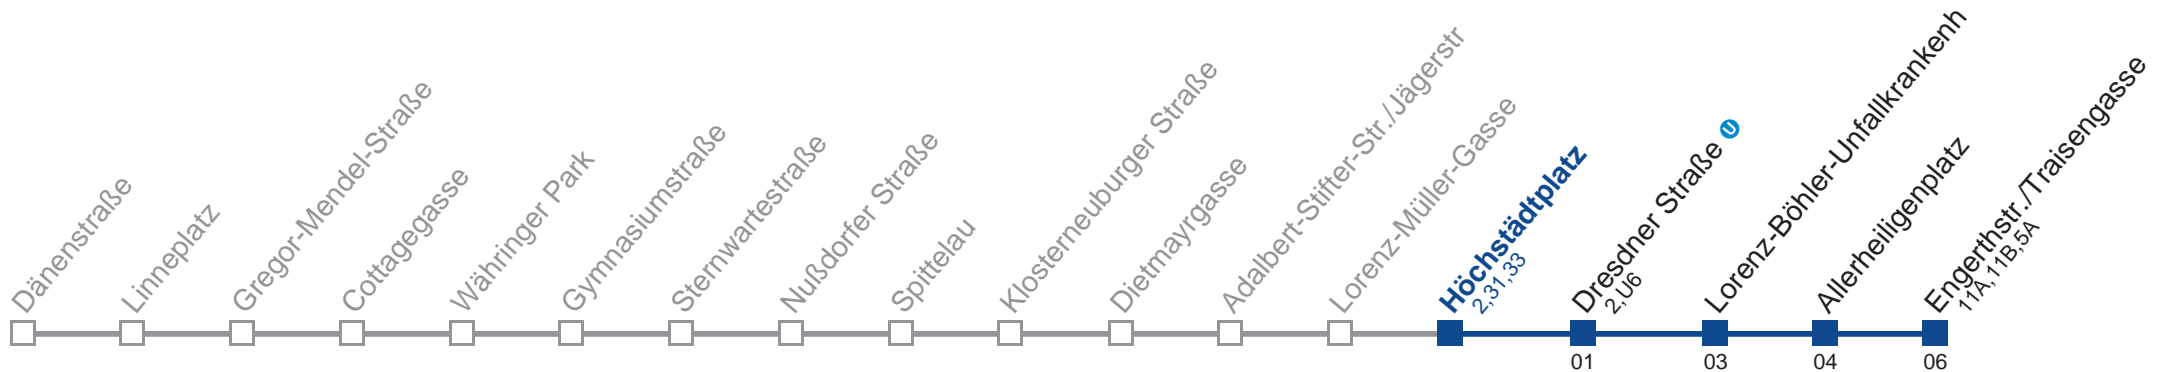 Dänenstraße
Linneplatz
Gregor-Mendel-Straße
Cottagegasse
Währinger Park
Gymnasiumstraße
Sternwartestraße
Nußdorfer Straße
Spittelau
Klosterneuburger Straße
Dietmayrgasse
Adalbert-Stifter-Str./Jägerstr
Lorenz-Müller-Gasse
Höchstädtplatz
2,31,33
Dresdner Straße U
2,U6
Lorenz-Böhler-Unfallkrankenh
Allerheiligenplatz
Engerthstr./Traisengasse
11A,11B,5A
01
03
04
06